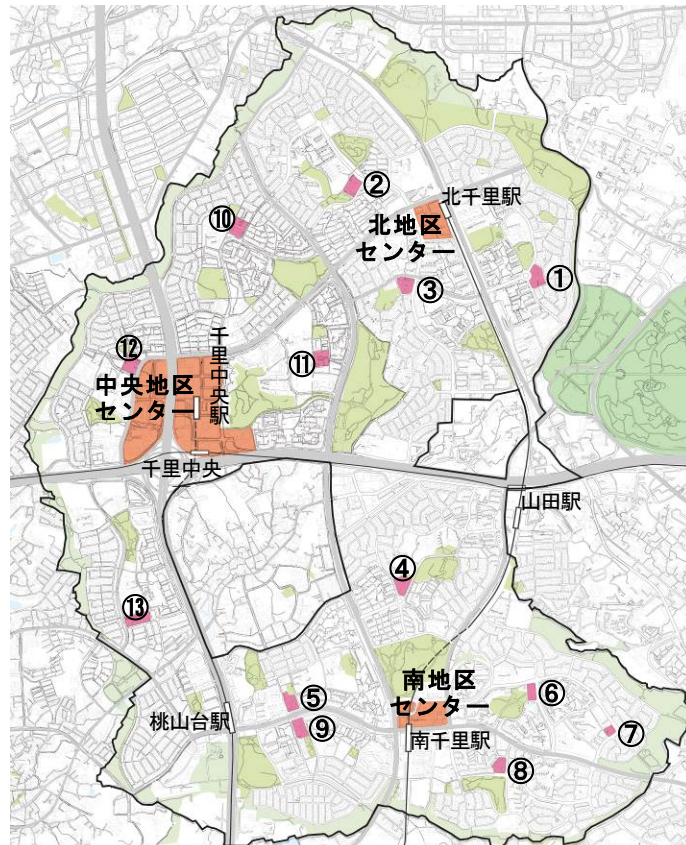 ②
北千里駅
⑩
北地区
センター
①
③
千里中央駅
⑫
⑪
中央地区
センター
千里中央
山田駅
④
⑬
南地区
センター
⑥
⑤
桃山台駅
⑨
南千里駅
⑦
⑧